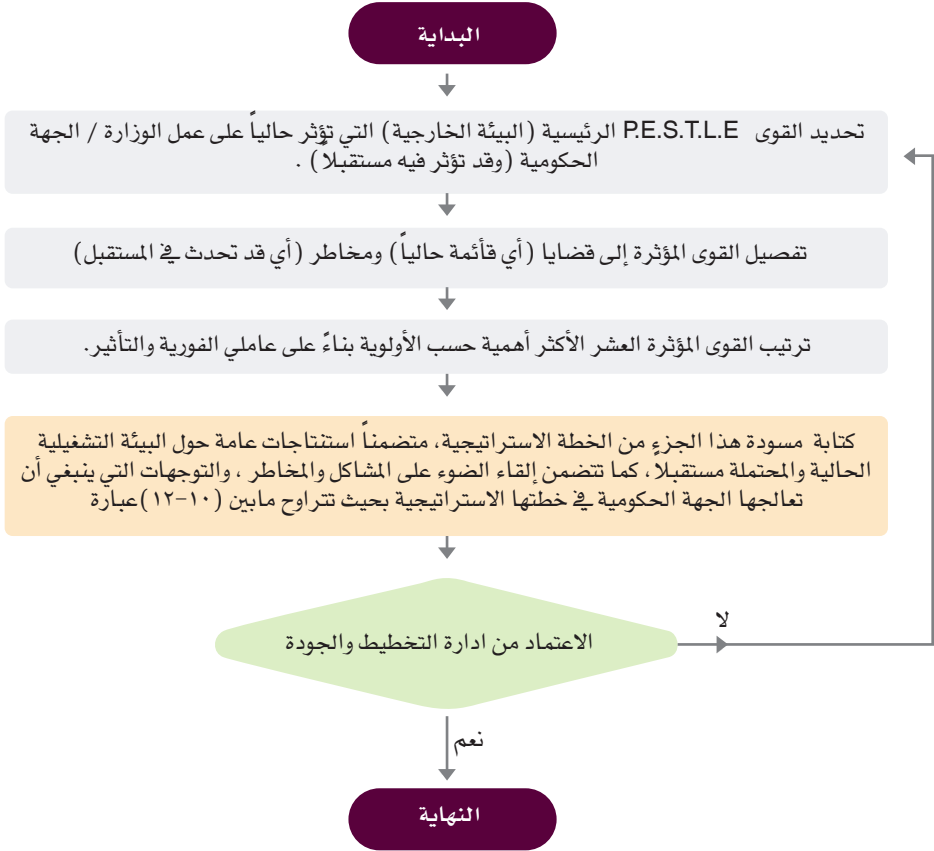 البداية
تحديد القوى P.E.S.T.L.E الرئيسية (البيئة الخارجية) التي تؤثر حالياً على عمل الوزارة / الجهة
الحكومية (وقد تؤثر فيه مستقبلاً) .
تفصيل القوى المؤثرة إلى قضايا (أي قأئمة حالياً) ومخاطر (أي قد تحدث في المستقبل)
ترتيب القوى المؤثرة العشر الأكثر أهمية حسب الأولوية بناءً على عاملي الفورية والتأثير.
كتابة مسودة هذا الجزء من الخطة الاستراتيجية، متضمناً استنتاجات عامة حول البيئة التشغيلية
الحالية والمحتملة مستقبلاً، كما تتضمن إلقاء الضوء على المشاكل والمخاطر ، والتوجهات التي ينبغي أن
تعالجها الجهة الحكومية في خطتها الاستراتيجية بحيث تتراوح مابين (١٠-١٢) عبارة
الاعتماد من ادارة التخطيط والجودة
لا
نعم
النهاية